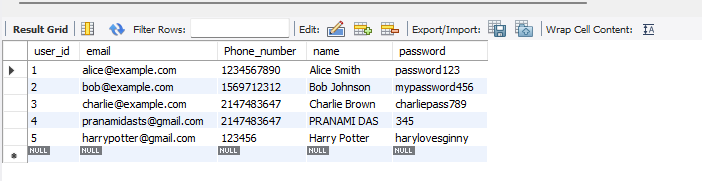 Result Grid Filter Rows: Edit: Export/Import: Wrap Cell Content:
user_id email Phone_number name password
1 alice@example.com 1234567890 Alice Smith password123
2 bob@example.com 1569712312 Bob Johnson mypassword456
3 charlie@example.com 2147483647 Charlie Brown charliepass789
4 pranamidasts@gmail.com 2147483647 PRANAMI DAS 345
5 harrypotter@gmail.com 123456 Harry Potter harylovesginny
NULL NULL NULL NULL NULL